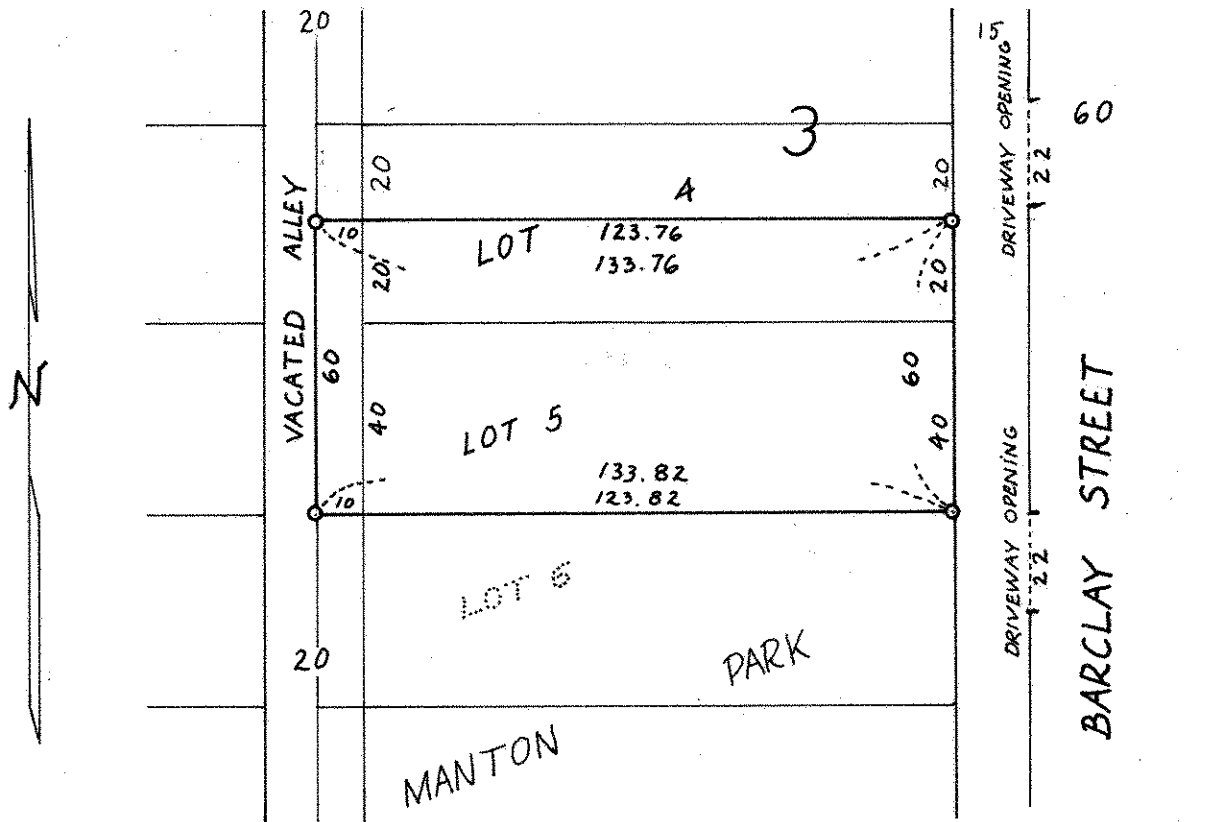 20
15
DRIVEWAY OPENING
22
60
3
20
20
4
VACATED ALLEY
10
LOT
123.76
133.76
20
20
N
60
60
40
LOT 5
40
133.82
123.82
10
DRIVEWAY OPENING
22
BARCLAY STREET
LOT 6
20
PARK
MANTON